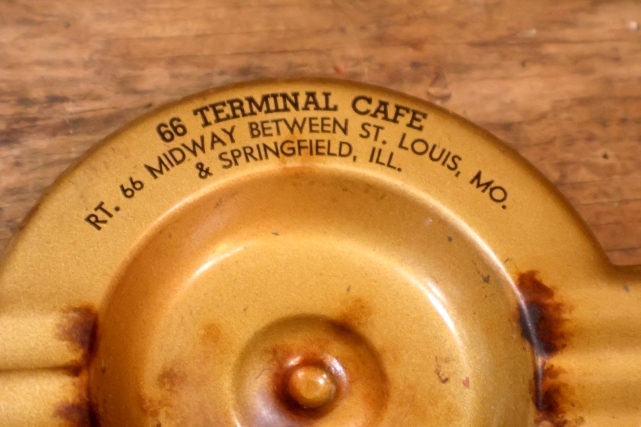 66 TERMINAL CAFE
RT. 66 MIDWAY BETWEEN ST. LOUIS, MO.
& SPRINGFIELD, ILL.